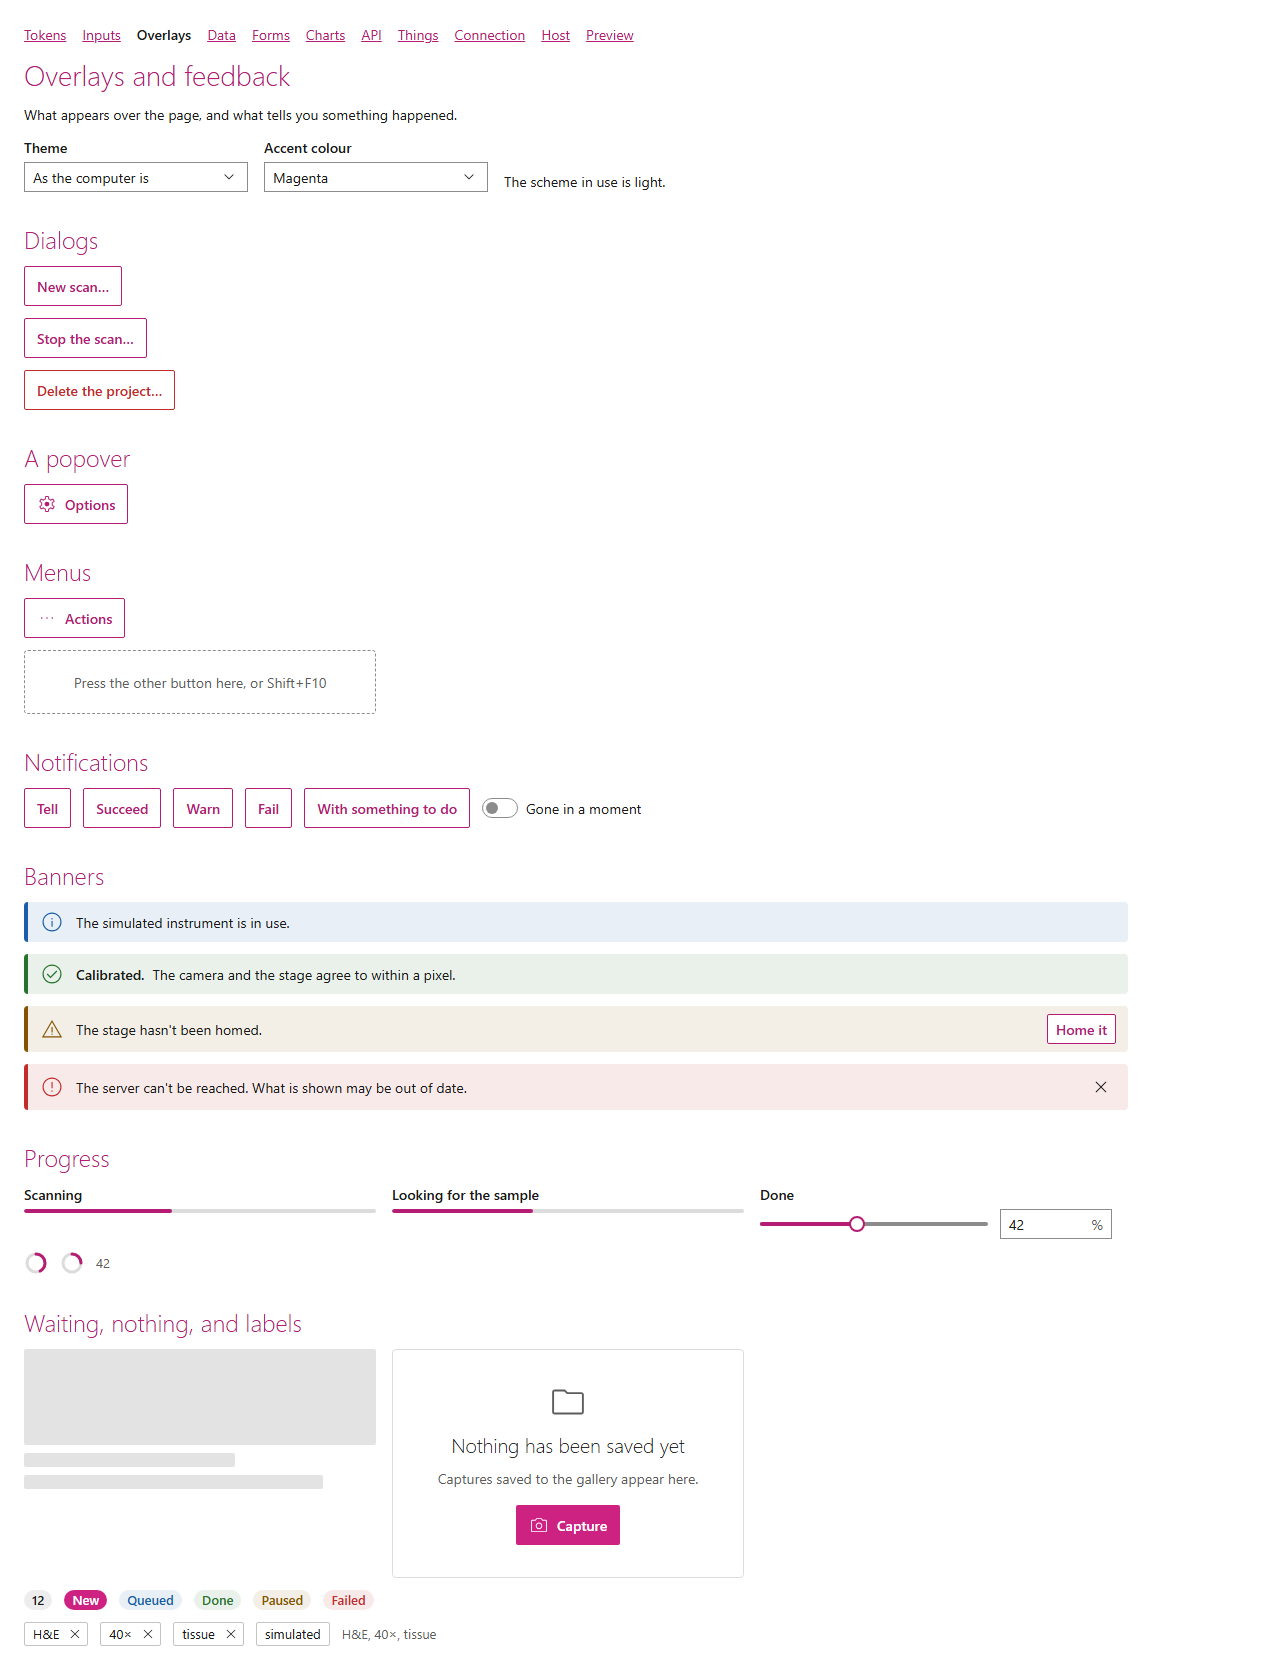 Tokens Inputs Overlays Data Forms Charts API Things Connection Host Preview
Overlays and feedback
What appears over the page, and what tells you something happened.
Theme Accent colour
As the computer is Magenta The scheme in use is light.
Dialogs
New scan...
Stop the scan...
Delete the project...
A popover
Options
Menus
Actions
Press the other button here, or Shift+F10
Notifications
Tell Succeed Warn Fail With something to do Gone in a moment
Banners
The simulated instrument is in use.
Calibrated. The camera and the stage agree to within a pixel.
The stage hasn't been homed. Home it
The server can't be reached. What is shown may be out of date.
Progress
Scanning Looking for the sample Done
42 %
42
Waiting, nothing, and labels
Nothing has been saved yet
Captures saved to the gallery appear here.
Capture
12 New Queued Done Paused Failed
H&E 40× tissue simulated H&E, 40×, tissue